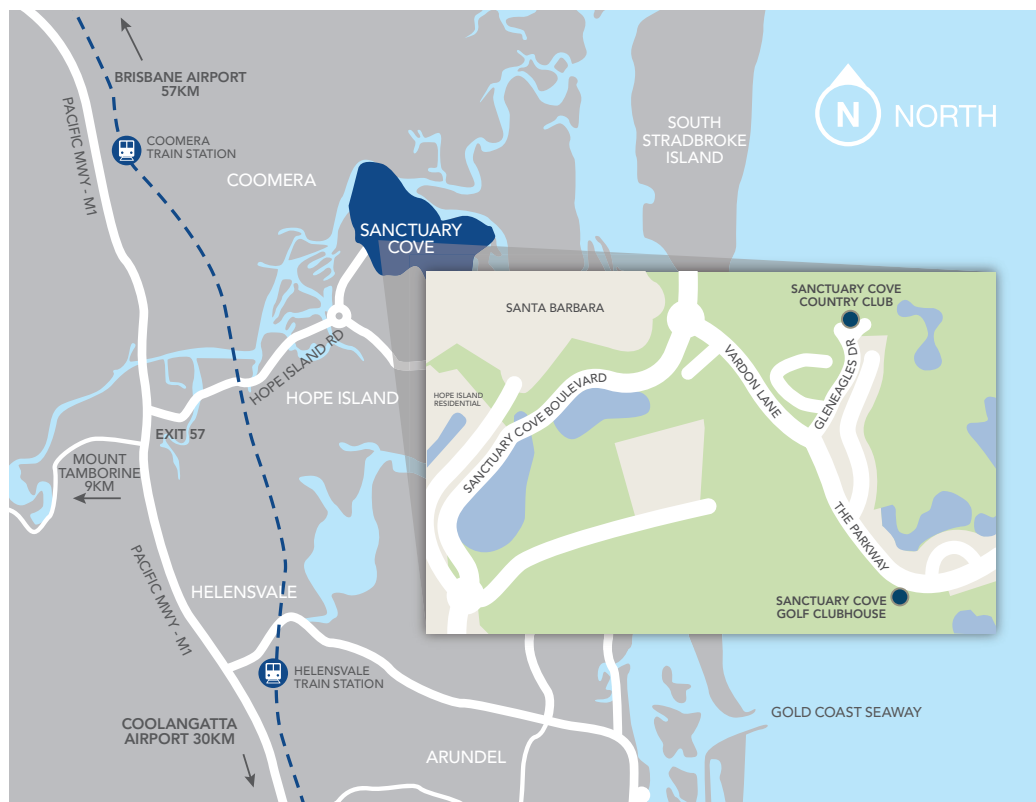 BRISBANE AIRPORT
57KM
PACIFIC MWY - M1
COOMERA
TRAIN STATION
COOMERA
SOUTH
STRADBROKE
ISLAND
N
NORTH
SANCTUARY
COVE
HOPE ISLAND RD
HOPE ISLAND
EXIT 57
MOUNT
TAMBORINE
9KM
PACIFIC MWY - M1
HELENSVALE
HELENSVALE
TRAIN STATION
COOLANGATTA
AIRPORT 30KM
ARUNDEL
GOLD COAST SEAWAY
SANTA BARBARA
SANCTUARY COVE
COUNTRY CLUB
HOPE ISLAND
RESIDENTIAL
SANCTUARY COVE BOULEVARD
VARDON LANE
GLENEAGLES DR
THE PARKWAY
SANCTUARY COVE
GOLF CLUBHOUSE